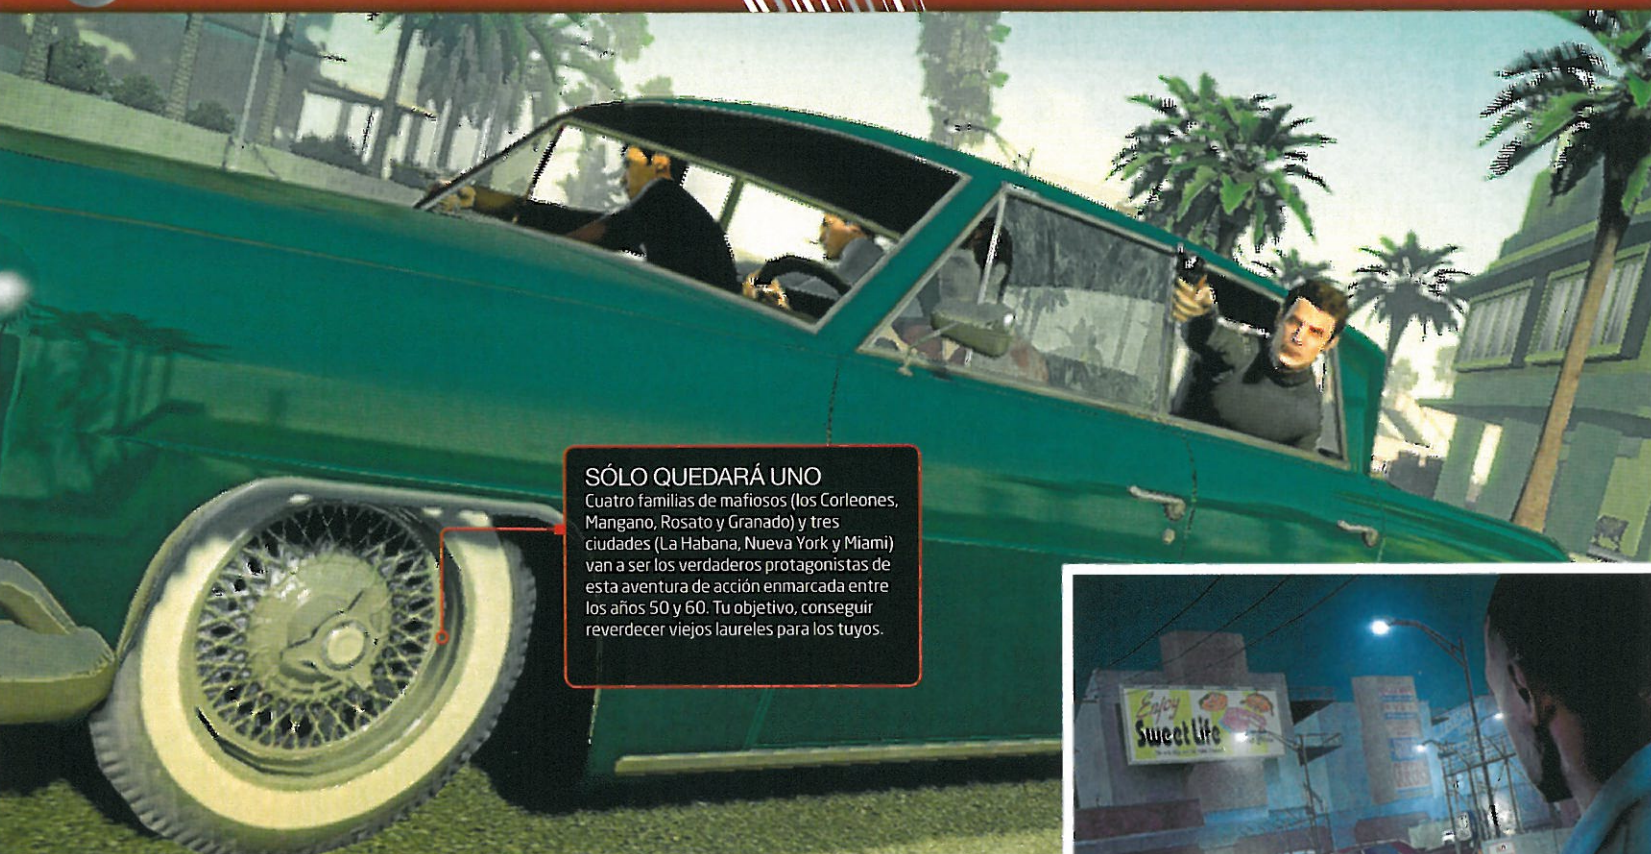 SÓLO QUEDARÁ UNO
Cuatro familias de mafiosos (los Corleones,
Mangano, Rosato y Granado) y tres
ciudades (La Habana, Nueva York y Miami)
van a ser los verdaderos protagonistas de
esta aventura de acción enmarcada entre
los años 50 y 60. Tu objetivo, conseguir
reverdecer viejos laureles para los tuyos.
Enjoy
Sweet Life